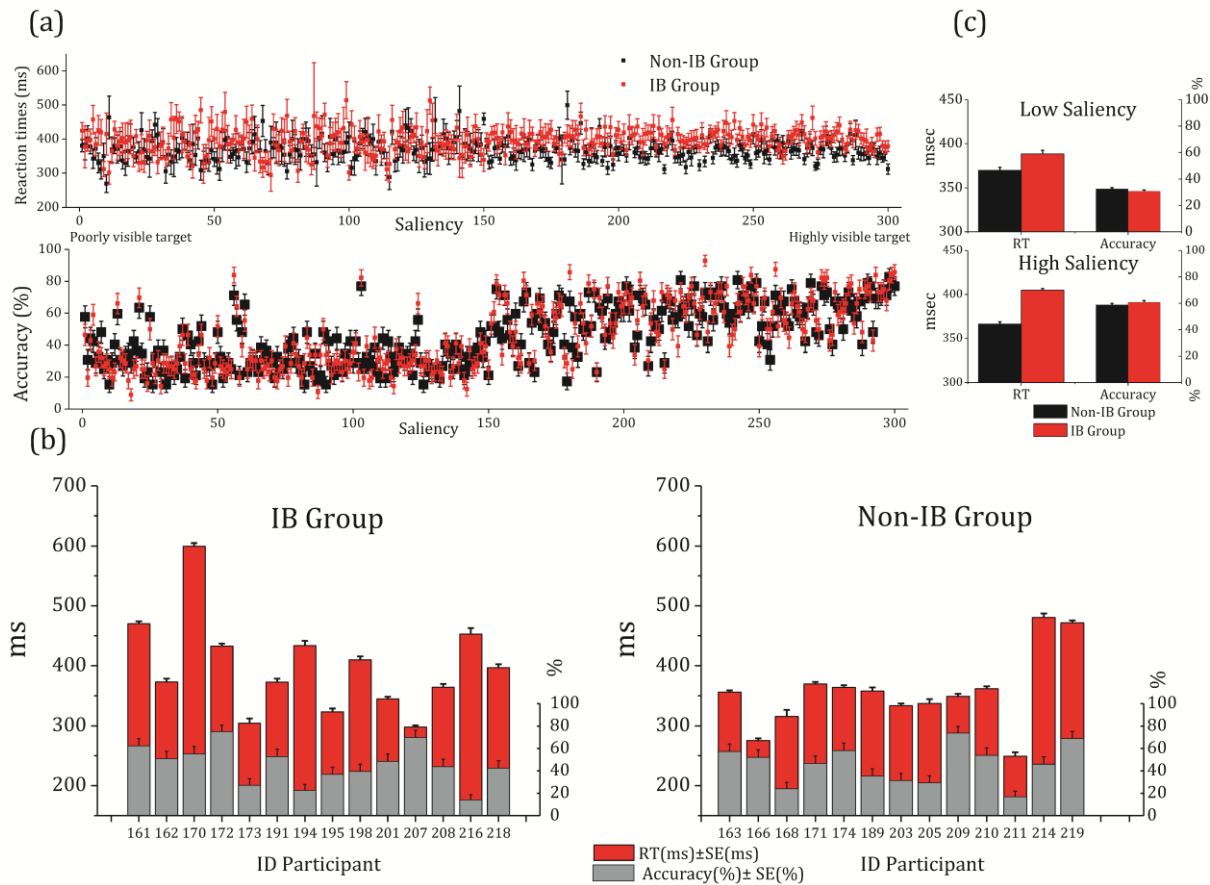 (a)
Reaction times (ms)
600
500
400
300
200
Non-IB Group
IB Group
0 50 100 150 200 250 300
Saliency
Poorly visible target
Highly visible target
Accuracy (%)
100
80
60
40
20
0
0 50 100 150 200 250 300
Saliency
(c)
Low Saliency
msec
450
400
350
300
%
100
80
60
40
20
0
RT Accuracy
High Saliency
msec
450
400
350
300
100
80
60
40
20
0
%
RT Accuracy
Non-IB Group
IB Group
(b)
IB Group
ms
700
600
500
400
300
200
%
100
80
60
40
20
0
161 162 170 172 173 191 194 195 198 201 207 208 216 218
ID Participant
Non-IB Group
ms
700
600
500
400
300
200
%
100
80
60
40
20
0
163 166 168 171 174 189 203 205 209 210 211 214 219
ID Participant
RT(ms)±SE(ms)
Accuracy(%)± SE(%)